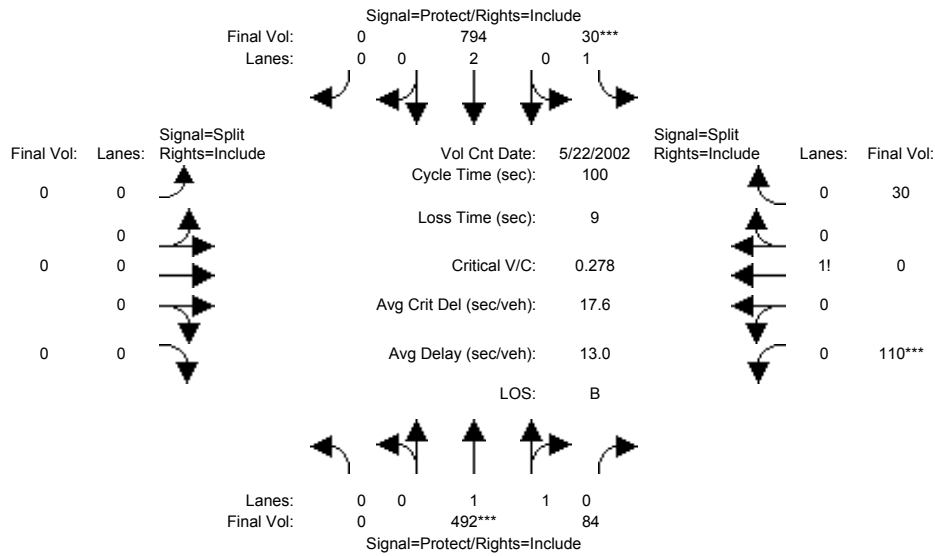 Signal=Protect/Rights=Include
Final Vol: 0 794 30***
Lanes: 0 0 2 0 1
Signal=Split Signal=Split
Final Vol: Lanes: Rights=Include Vol Cnt Date: 5/22/2002 Rights=Include Lanes: Final Vol:
Cycle Time (sec): 100
0 0 0 30
Loss Time (sec): 9
0 0
0 0 Critical V/C: 0.278 1! 0
0 Avg Crit Del (sec/veh): 17.6 0
0 0 Avg Delay (sec/veh): 13.0 0 110***
LOS: B
Lanes: 0 0 1 1 0
Final Vol: 0 492*** 84
Signal=Protect/Rights=Include